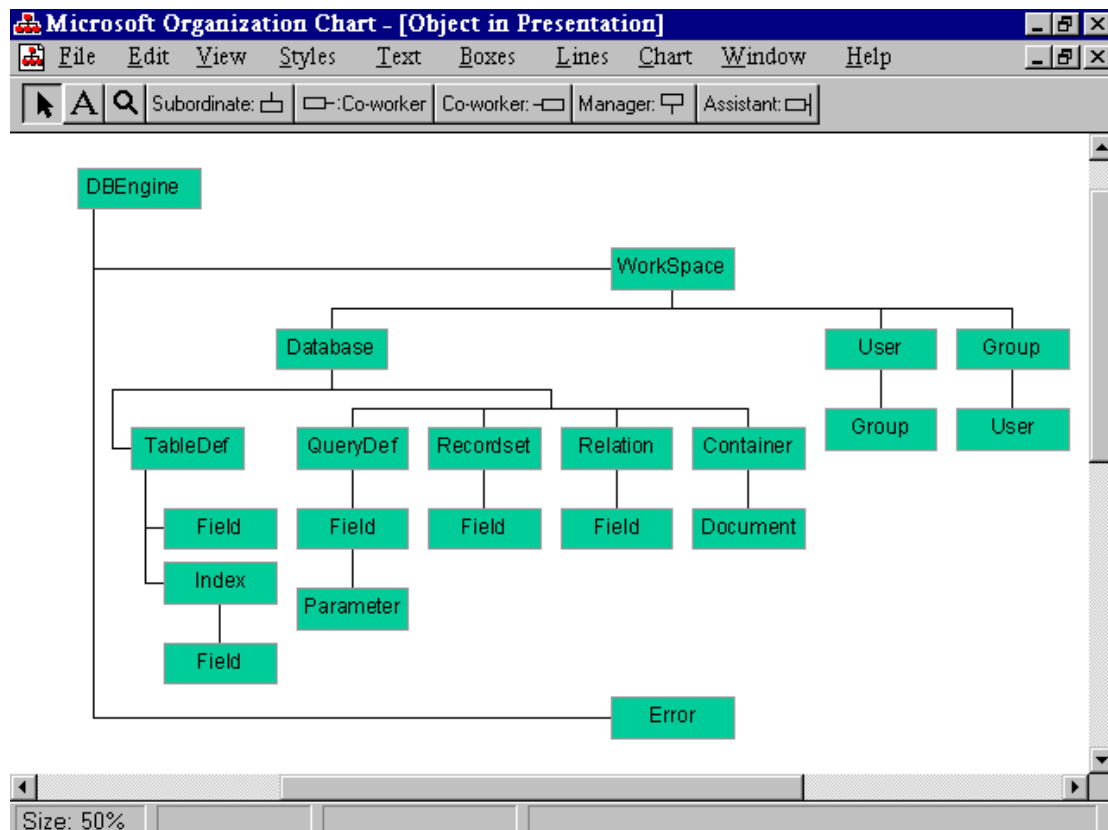 Microsoft Organization Chart - [Object in Presentation]
File Edit View Styles Text Boxes Lines Chart Window Help
A Subordinate: :Co-worker Co-worker: Manager: Assistant:
DBEngine
WorkSpace
Database User Group
TableDef QueryDef Recordset Relation Container Group User
Field Field Field Field Document
Index
Parameter
Field
Error
Size: 50%